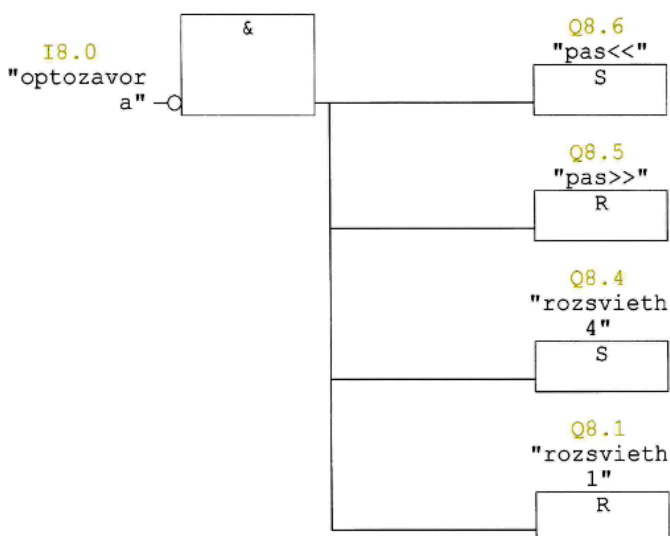 &
I8.0
"optozavor
a"
Q8.6
"pas<<"
S
Q8.5
"pas>>"
R
Q8.4
"rozsvieth
4"
S
Q8.1
"rozsvieth
1"
R